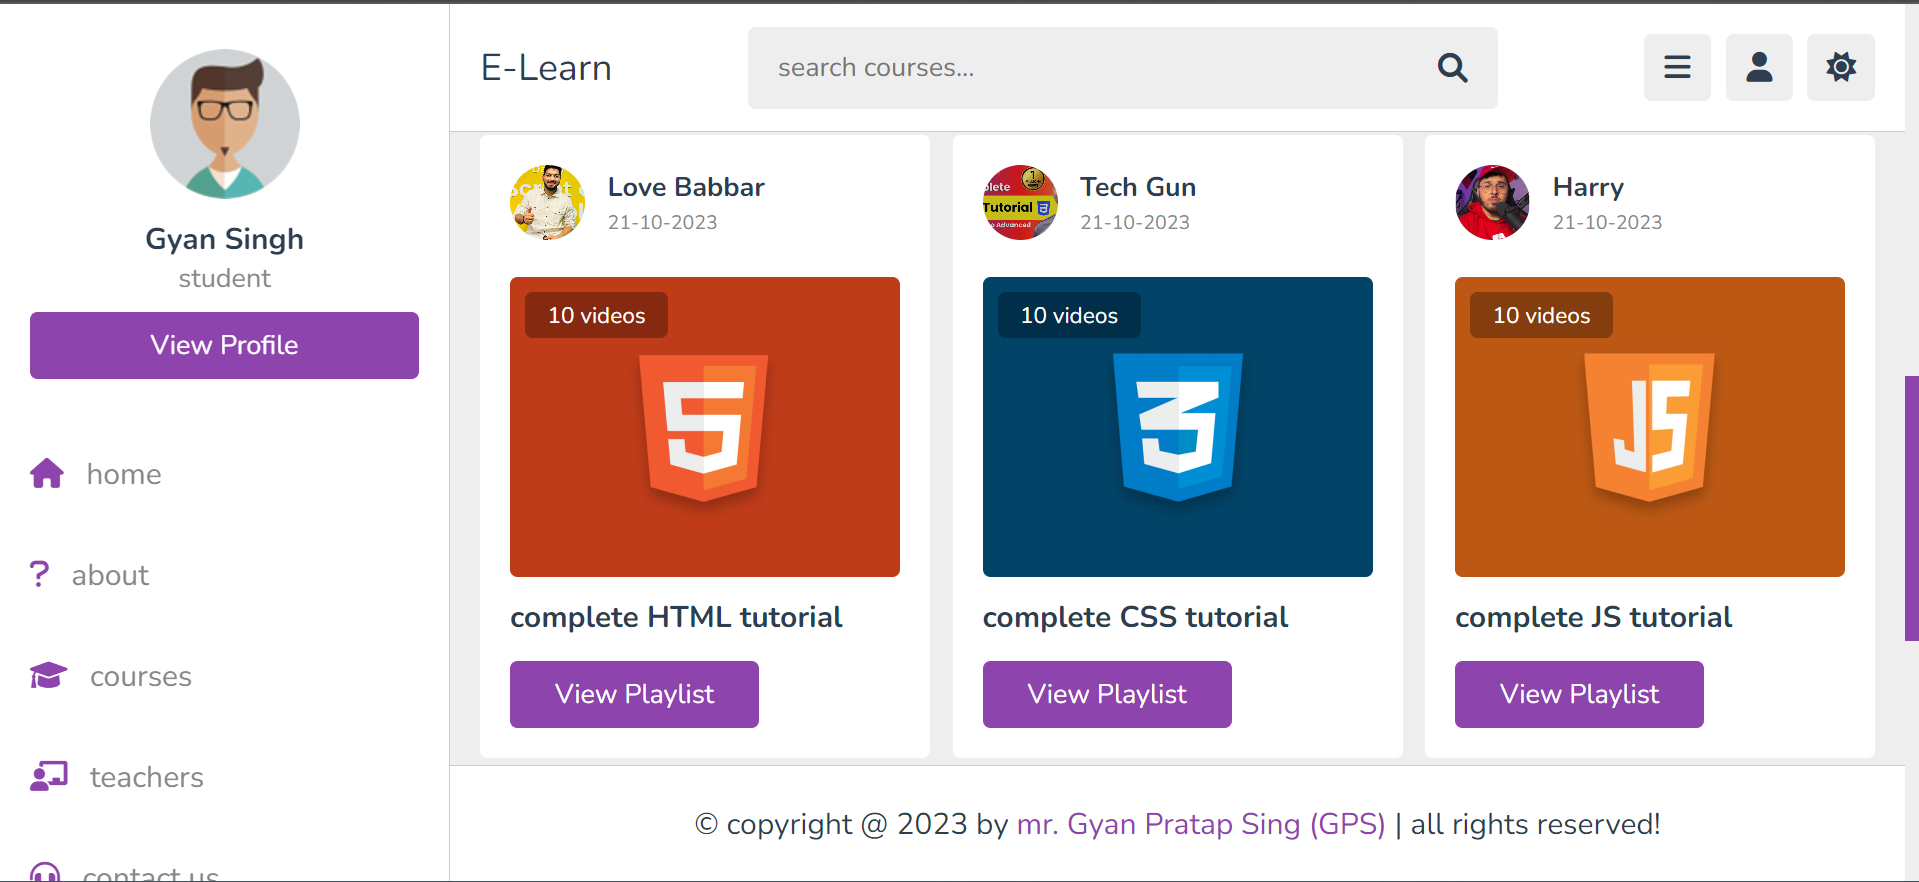 Gyan Singh
student
View Profile
home
about
courses
teachers
contact us
E-Learn
search courses...
Love Babbar
21-10-2023
10 videos
complete HTML tutorial
View Playlist
Tech Gun
21-10-2023
Tutorial
Advanced
10 videos
complete CSS tutorial
View Playlist
Harry
21-10-2023
10 videos
JS
complete JS tutorial
View Playlist
© copyright @ 2023 by mr. Gyan Pratap Sing (GPS) | all rights reserved!